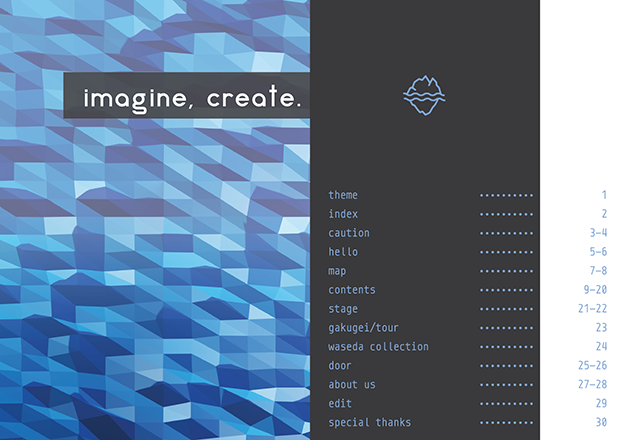 imagine, create.
theme .......... 1
index .......... 2
caution .......... 3-4
hello .......... 5-6
map .......... 7-8
contents .......... 9-20
stage .......... 21-22
gakugei/tour .......... 23
waseda collection .......... 24
door .......... 25-26
about us .......... 27-28
edit .......... 29
special thanks .......... 30